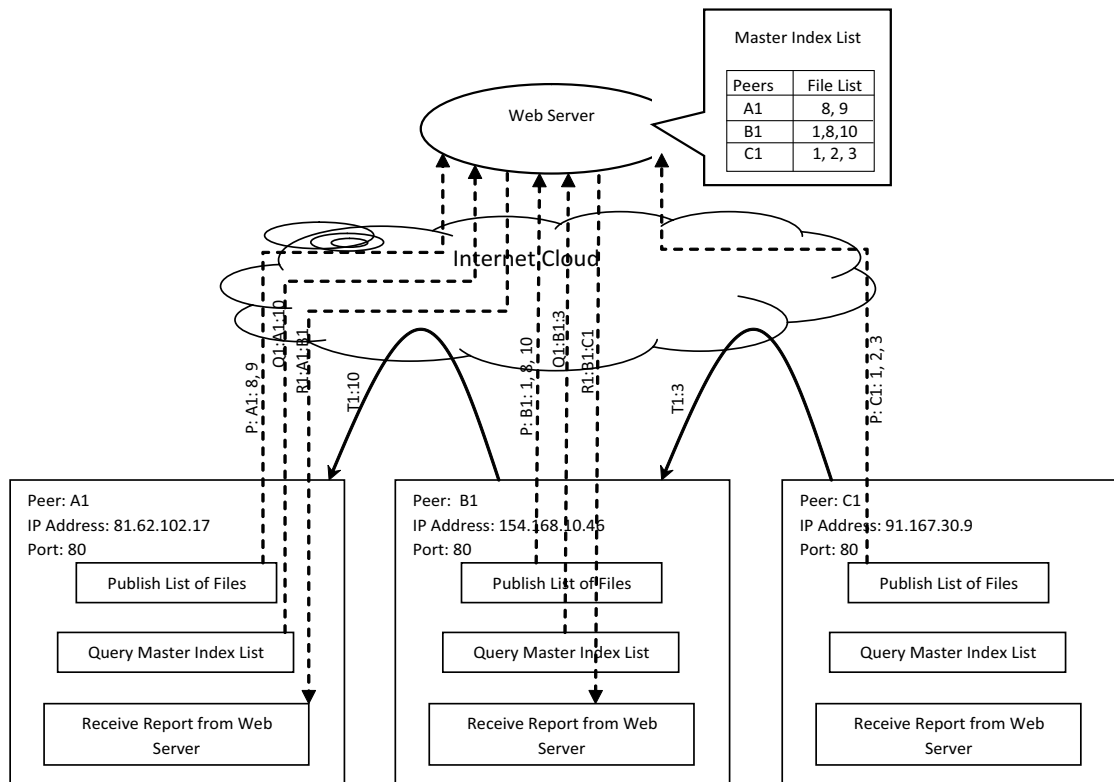 Master Index List
Peers File List
A1 8, 9
B1 1,8,10
C1 1, 2, 3
Web Server
Internet Cloud
P: A1: 8, 9
Q1:A1:10
R1:A1:B1
T1:10
P: B1: 1, 8, 10
Q1:B1:3
R1:B1:C1
T1:3
P: C1: 1, 2, 3
Peer: A1
IP Address: 81.62.102.17
Port: 80
Publish List of Files
Query Master Index List
Receive Report from Web
Server
Peer: B1
IP Address: 154.168.10.46
Port: 80
Publish List of Files
Query Master Index List
Receive Report from Web
Server
Peer: C1
IP Address: 91.167.30.9
Port: 80
Publish List of Files
Query Master Index List
Receive Report from Web
Server